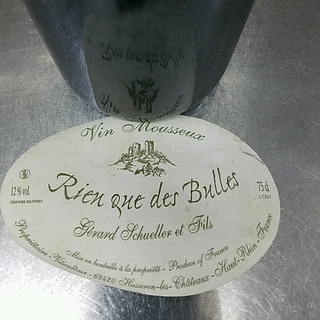 Vin Mousseux
12 % vol.
75 cl
Rien que des Bulles
Gérard Schueller et Fils
Mise en bouteille à la propriété - Produce of France
Propriétaire - Viticulteur - 68420 Husseren-les-Châteaux - Haut-Rhin - France